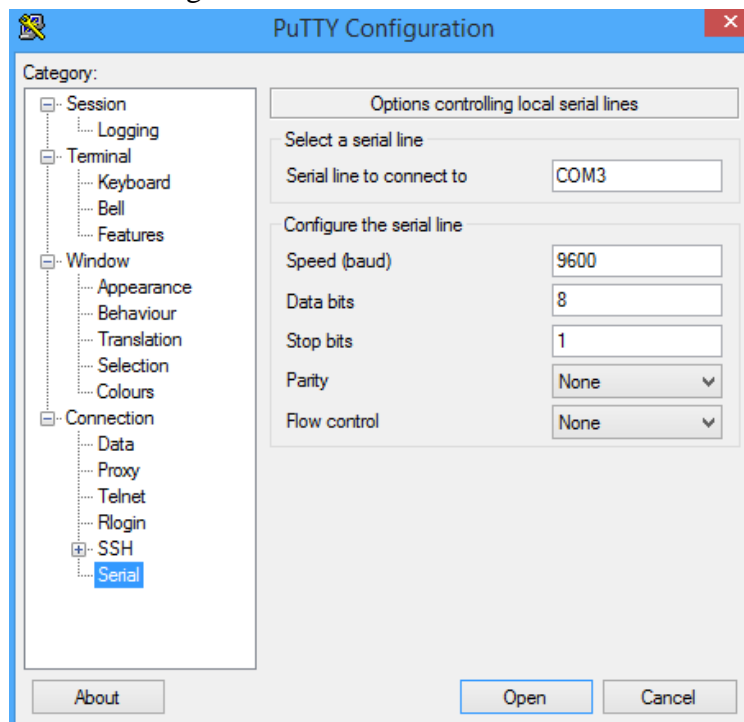 PuTTY Configuration
Category:
Session
Logging
Terminal
Keyboard
Bell
Features
Window
Appearance
Behaviour
Translation
Selection
Colours
Connection
Data
Proxy
Telnet
Rlogin
SSH
Serial
Options controlling local serial lines
Select a serial line
Serial line to connect to COM3
Configure the serial line
Speed (baud) 9600
Data bits 8
Stop bits 1
Parity None
Flow control None
About Open Cancel